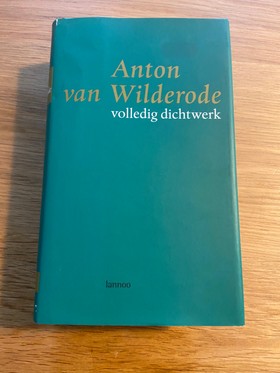 Anton
van Wilderode
volledig dichtwerk
lannoo